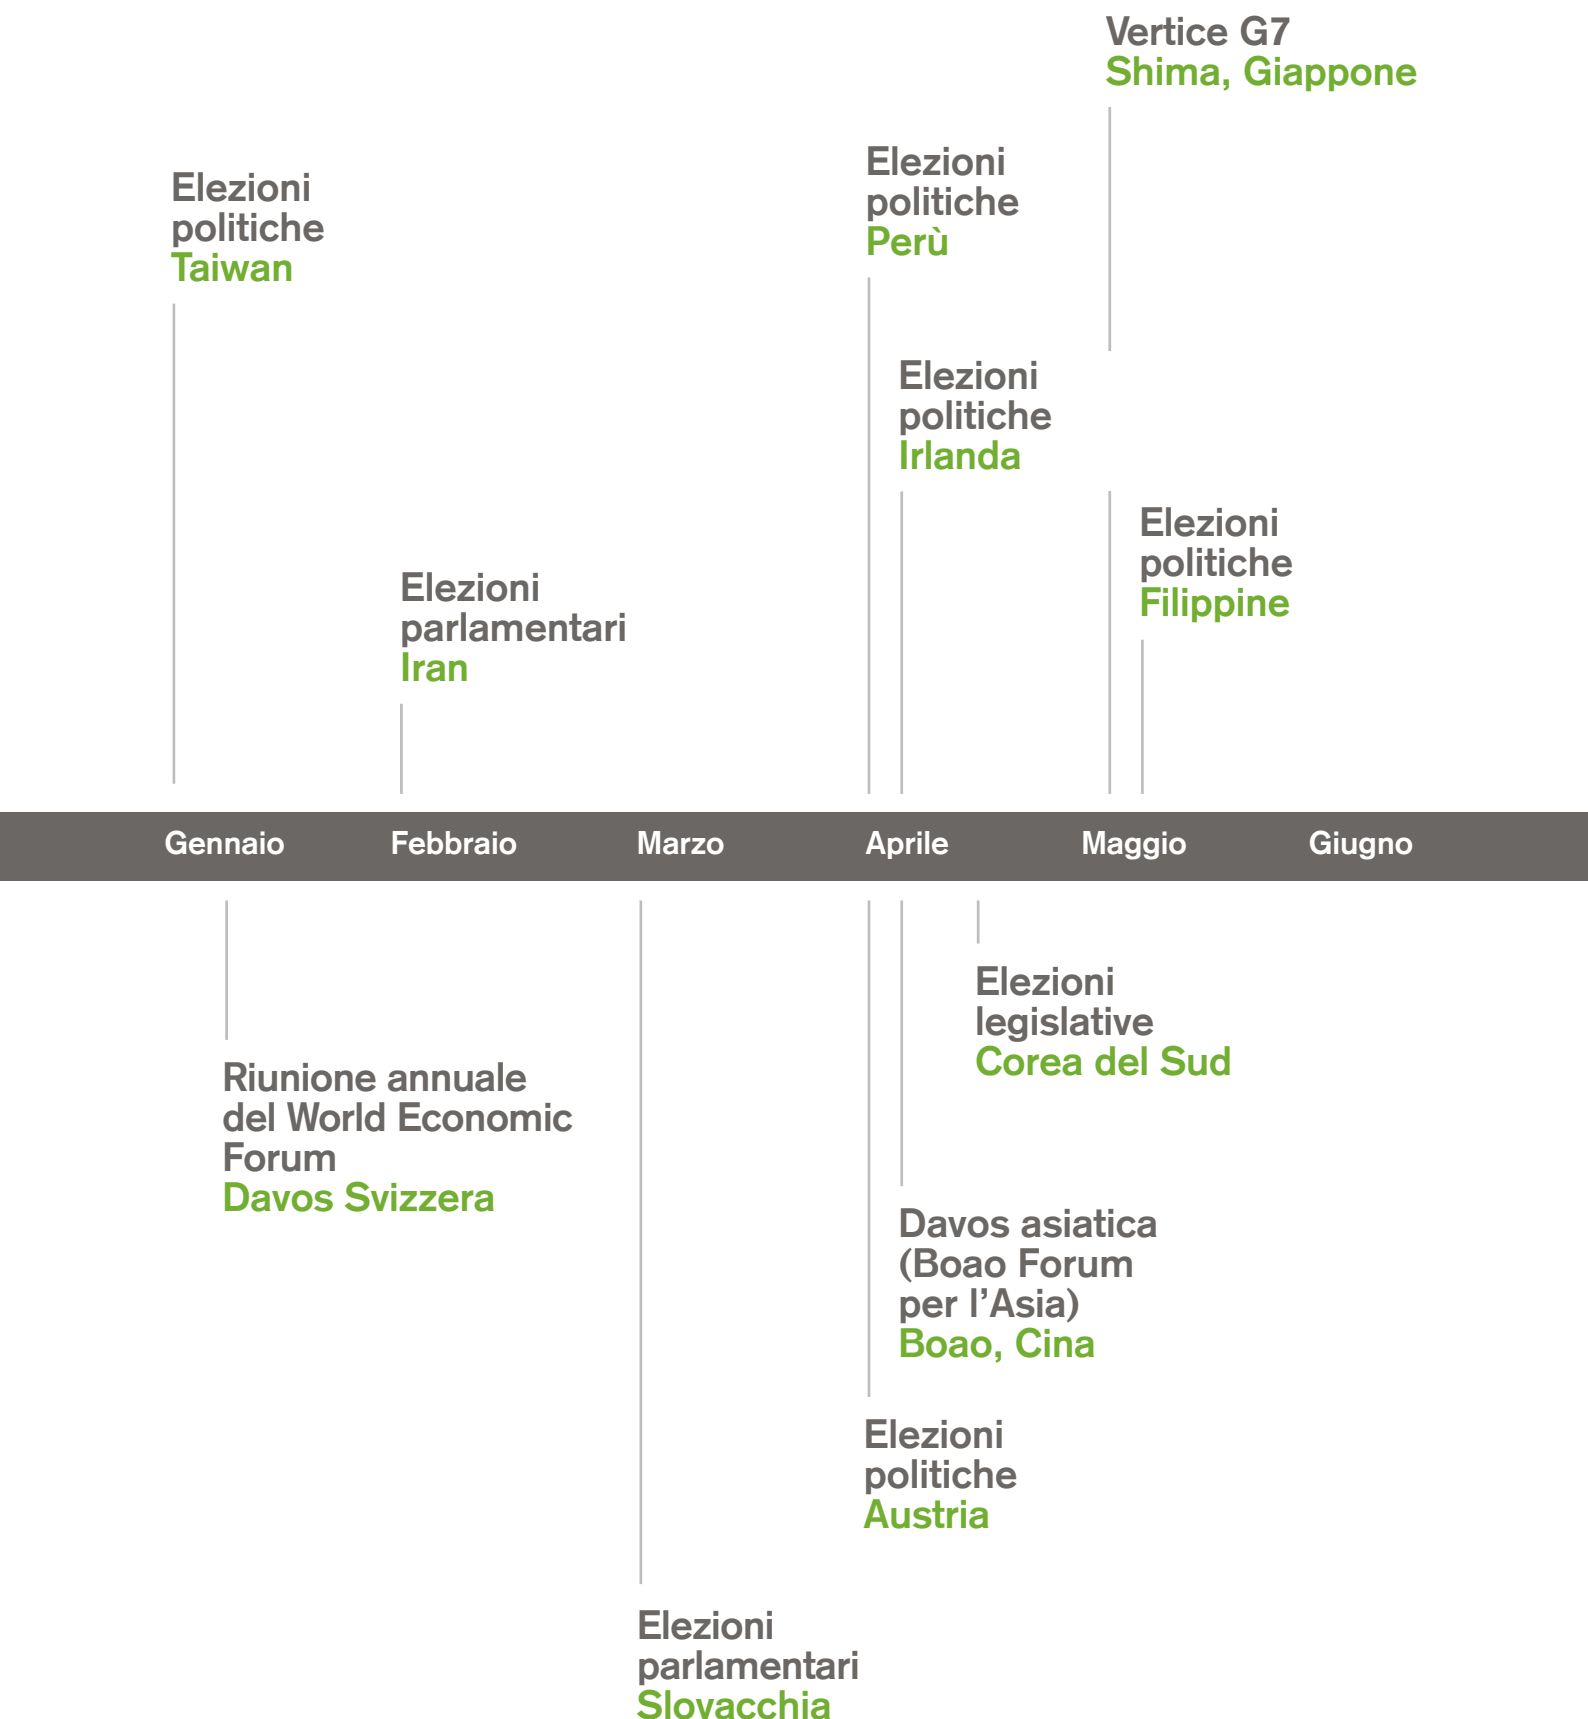 Vertice G7
Shima, Giappone
Elezioni
politiche
Perù
Elezioni
politiche
Taiwan
Elezioni
politiche
Irlanda
Elezioni
politiche
Filippine
Elezioni
parlamentari
Iran
Gennaio Febbraio Marzo Aprile Maggio Giugno
Elezioni
legislative
Corea del Sud
Riunione annuale
del World Economic
Forum
Davos Svizzera
Davos asiatica
(Boao Forum
per l’Asia)
Boao, Cina
Elezioni
politiche
Austria
Elezioni
parlamentari
Slovacchia